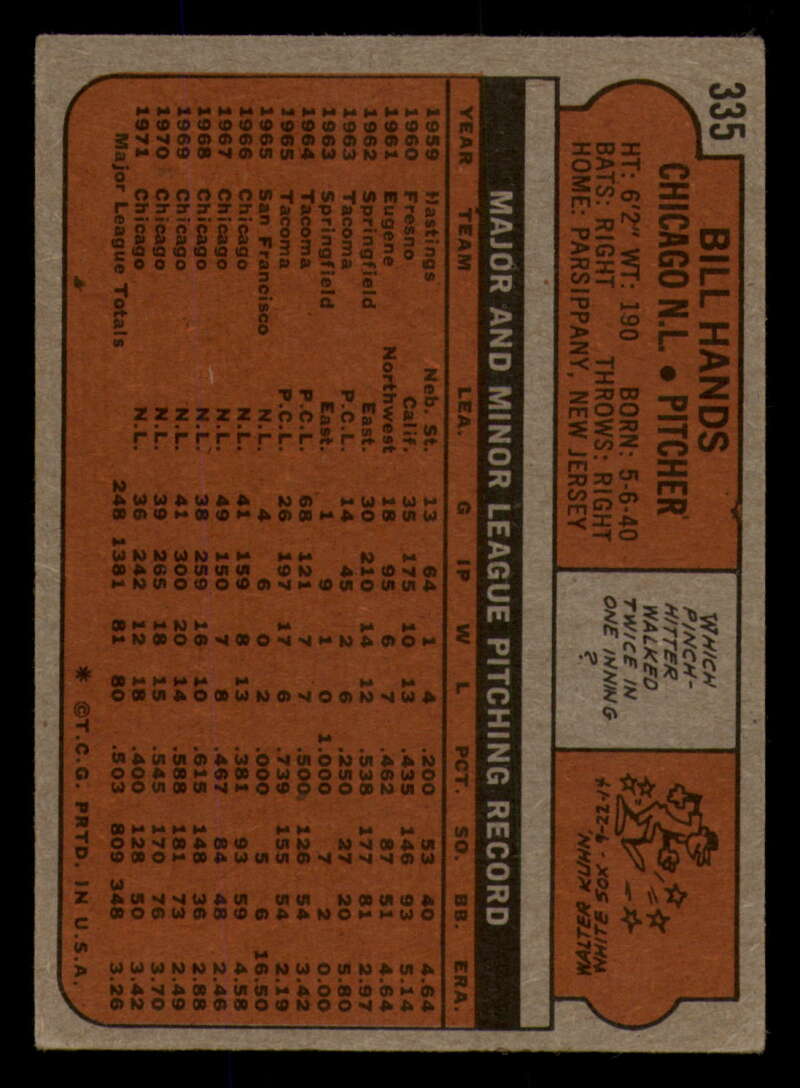 335
BILL HANDS
CHICAGO N.L. • PITCHER
HT: 6'2" WT: 190 BORN: 5-6-40
BATS: RIGHT THROWS: RIGHT
HOME: PARSIPPANY, NEW JERSEY
WHICH
PINCH-
HITTER
WALKED
TWICE IN
ONE INNING
?
WALTER KUHN,
WHITE SOX - 9-22-14
MAJOR AND MINOR LEAGUE PITCHING RECORD
YEAR TEAM LEA. G IP W L PCT. SO. BB. ERA.
1959 Hastings Neb. St. 13 64 1 4 .200 53 40 4.64
1960 Fresno Calif. 35 175 10 13 .435 146 93 5.14
1961 Eugene Northwest 18 95 6 7 .462 87 51 4.64
1962 Springfield East. 30 210 14 12 .538 177 81 2.97
1963 Tacoma P.C.L. 14 45 2 6 .250 27 20 5.80
1963 Springfield East. 1 9 1 0 1.000 7 2 0.00
1964 Tacoma P.C.L. 68 121 7 7 .500 126 54 3.42
1965 Tacoma P.C.L. 26 197 17 6 .739 155 54 2.19
1965 San Francisco N.L. 4 6 0 2 .000 5 6 16.50
1966 Chicago N.L. 41 159 8 13 .381 93 59 4.58
1967 Chicago N.L. 49 150 7 8 .467 84 48 2.46
1968 Chicago N.L. 38 259 16 10 .615 148 36 2.88
1969 Chicago N.L. 41 300 20 14 .588 181 73 2.49
1970 Chicago N.L. 39 265 18 15 .545 170 76 3.70
1971 Chicago N.L. 36 242 12 18 .400 128 50 3.42
Major League Totals 248 1381 81 80 .503 809 348 3.26
* ©T.C.G. PRTD. IN U.S.A.